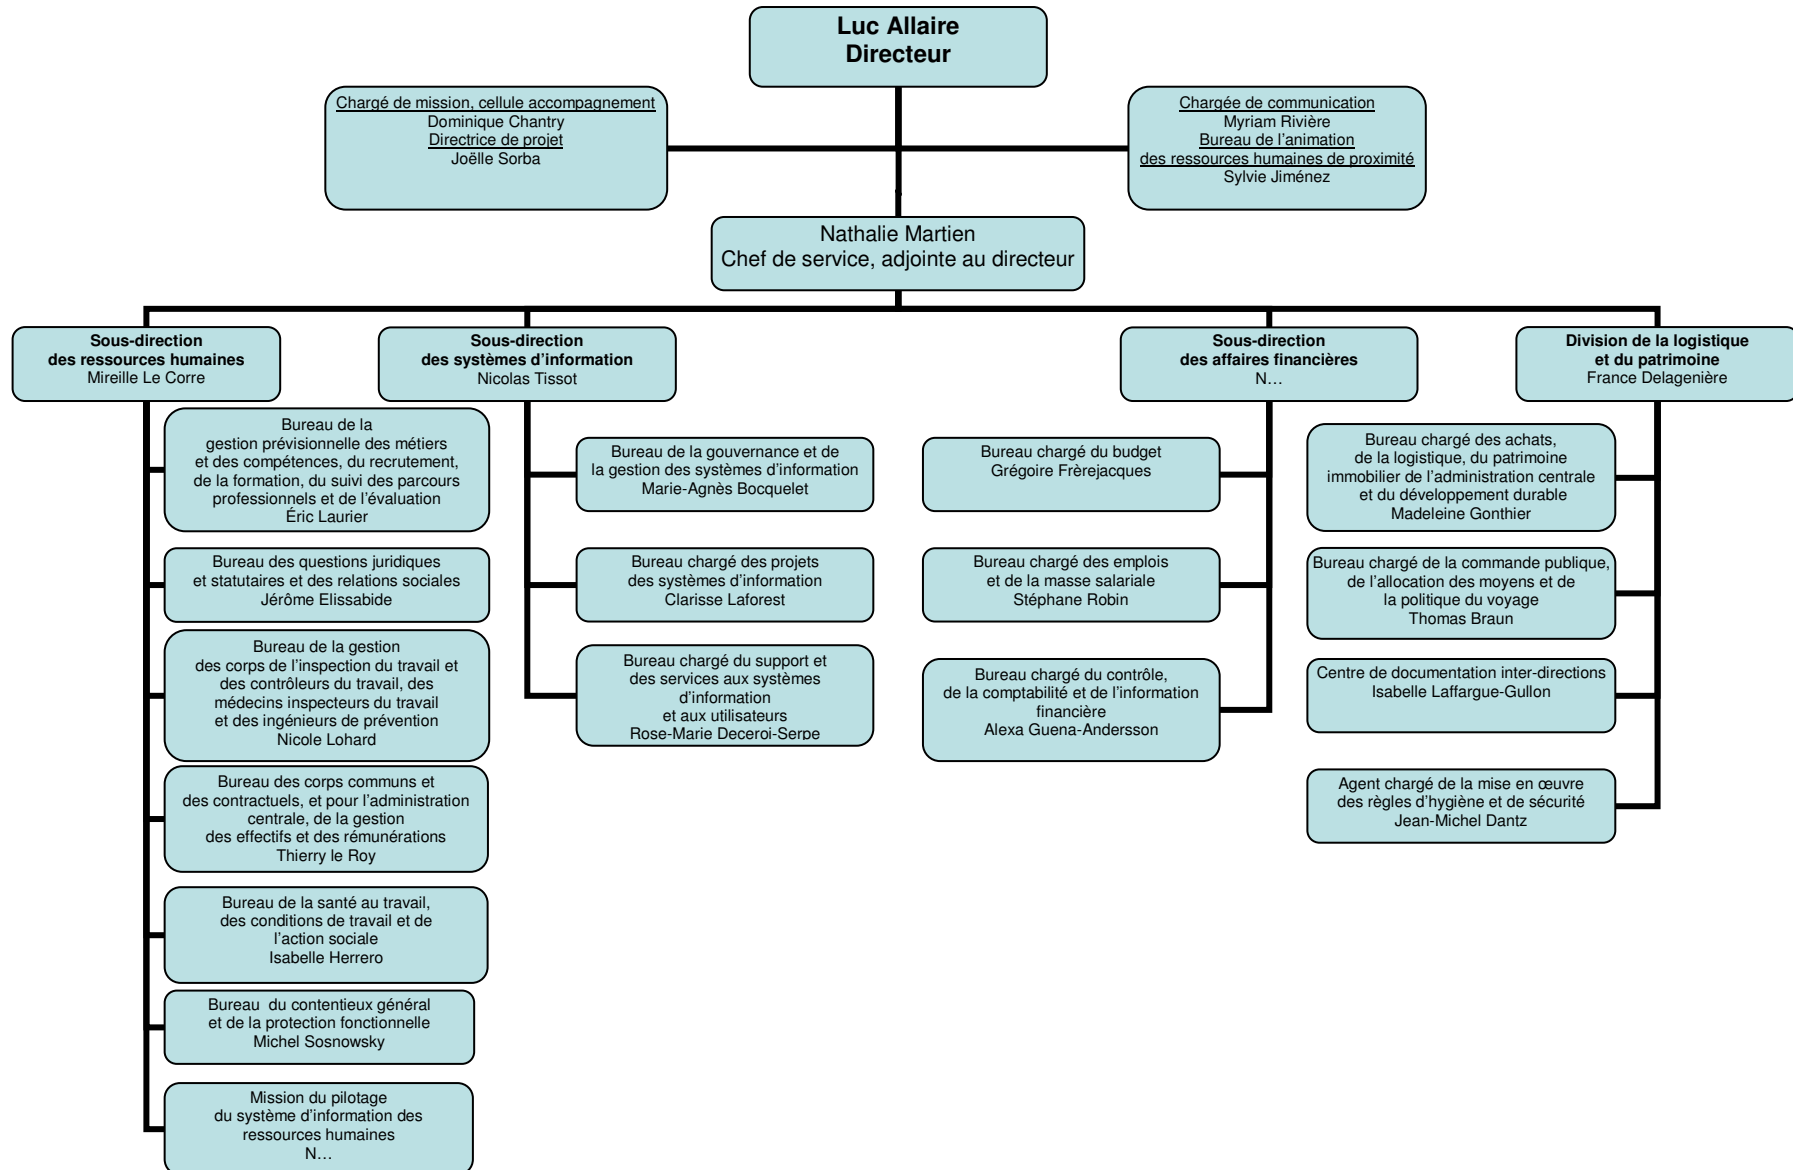 Luc Allaire
Directeur
Chargé de mission, cellule accompagnement
Dominique Chantry
Directrice de projet
Joëlle Sorba
Chargée de communication
Myriam Rivière
Bureau de l'animation
des ressources humaines de proximité
Sylvie Jiménez
Nathalie Martien
Chef de service, adjointe au directeur
Sous-direction
des ressources humaines
Mireille Le Corre
Sous-direction
des systèmes d'information
Nicolas Tissot
Sous-direction
des affaires financières
N…
Division de la logistique
et du patrimoine
France Delagenière
Bureau de la
gestion prévisionnelle des métiers
et des compétences, du recrutement,
de la formation, du suivi des parcours
professionnels et de l'évaluation
Éric Laurier
Bureau des questions juridiques
et statutaires et des relations sociales
Jérôme Elissabide
Bureau de la gestion
des corps de l'inspection du travail et
des contrôleurs du travail, des
médecins inspecteurs du travail
et des ingénieurs de prévention
Nicole Lohard
Bureau des corps communs et
des contractuels, et pour l'administration
centrale, de la gestion
des effectifs et des rémunérations
Thierry le Roy
Bureau de la santé au travail,
des conditions de travail et de
l'action sociale
Isabelle Herrero
Bureau du contentieux général
et de la protection fonctionnelle
Michel Sosnowsky
Mission du pilotage
du système d'information des
ressources humaines
N…
Bureau de la gouvernance et de
la gestion des systèmes d'information
Marie-Agnès Bocquelet
Bureau chargé des projets
des systèmes d'information
Clarisse Laforest
Bureau chargé du support et
des services aux systèmes
d'information
et aux utilisateurs
Rose-Marie Deceroi-Serpe
Bureau chargé du budget
Grégoire Frèrejacques
Bureau chargé des emplois
et de la masse salariale
Stéphane Robin
Bureau chargé du contrôle,
de la comptabilité et de l'information
financière
Alexa Guena-Andersson
Bureau chargé des achats,
de la logistique, du patrimoine
immobilier de l'administration centrale
et du développement durable
Madeleine Gonthier
Bureau chargé de la commande publique,
de l'allocation des moyens et de
la politique du voyage
Thomas Braun
Centre de documentation inter-directions
Isabelle Laffargue-Gullon
Agent chargé de la mise en œuvre
des règles d'hygiène et de sécurité
Jean-Michel Dantz